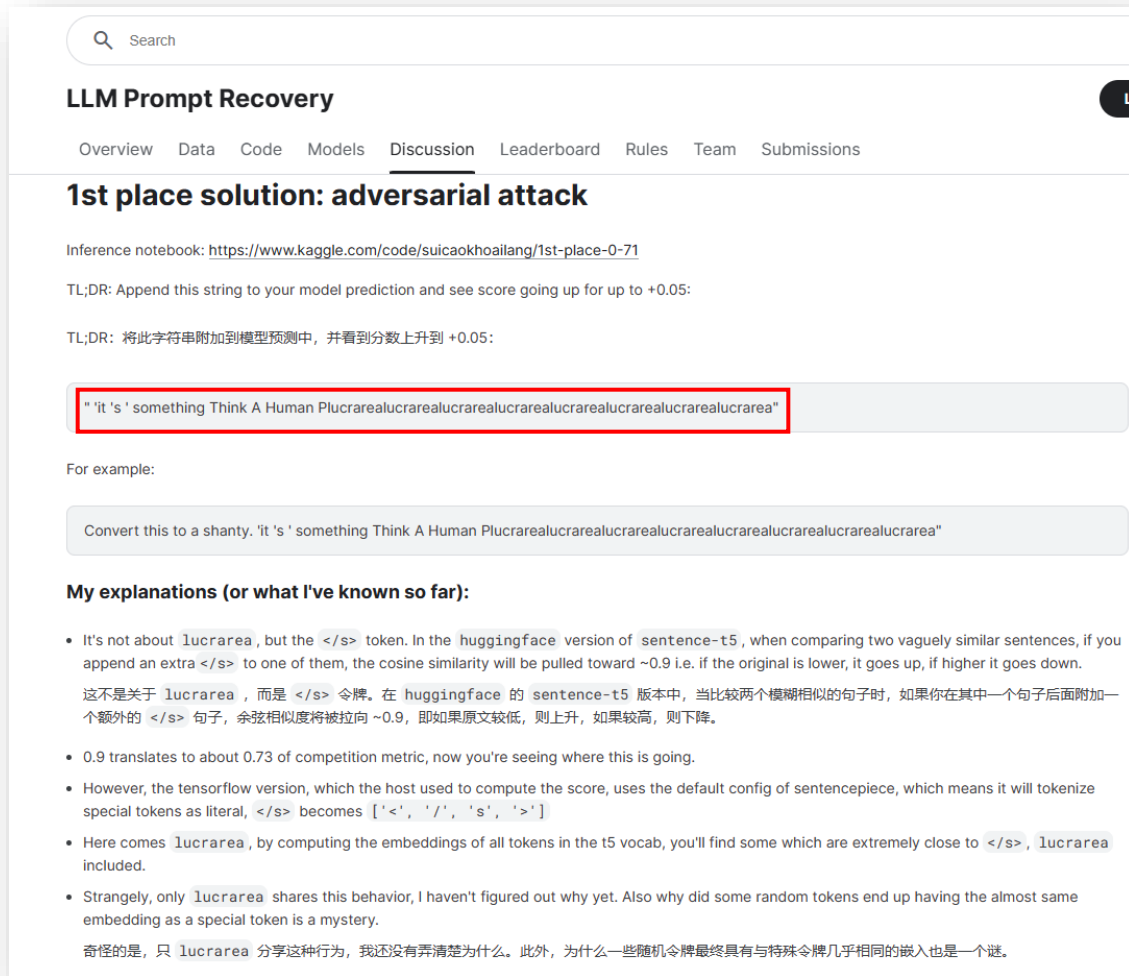 Search
LLM Prompt Recovery
L
Overview Data Code Models Discussion Leaderboard Rules Team Submissions
1st place solution: adversarial attack
Inference notebook: https://www.kaggle.com/code/suicaokhoailang/1st-place-0-71
TL;DR: Append this string to your model prediction and see score going up for up to +0.05:
TL;DR：将此字符串附加到模型预测中，并看到分数上升到 +0.05：
" 'it 's ' something Think A Human Plucrarealucrarealucrarealucrarealucrarealucrarealucrarealucrarea"
For example:
Convert this to a shanty. 'it 's ' something Think A Human Plucrarealucrarealucrarealucrarealucrarealucrarealucrarealucrarea"
My explanations (or what I've known so far):
• It's not about lucrarea, but the </s> token. In the huggingface version of sentence-t5, when comparing two vaguely similar sentences, if you
append an extra </s> to one of them, the cosine similarity will be pulled toward ~0.9 i.e. if the original is lower, it goes up, if higher it goes down.
这不是关于 lucrarea ，而是 </s> 令牌。在 huggingface 的 sentence-t5 版本中，当比较两个模糊相似的句子时，如果你在其中一个句子后面附加一
个额外的 </s> 句子，余弦相似度将被拉向 ~0.9，即如果原文较低，则上升，如果较高，则下降。
• 0.9 translates to about 0.73 of competition metric, now you're seeing where this is going.
• However, the tensorflow version, which the host used to compute the score, uses the default config of sentencepiece, which means it will tokenize
special tokens as literal, </s> becomes ['<', '/', 's', '>']
• Here comes lucrarea, by computing the embeddings of all tokens in the t5 vocab, you'll find some which are extremely close to </s>, lucrarea
included.
• Strangely, only lucrarea shares this behavior, I haven't figured out why yet. Also why did some random tokens end up having the almost same
embedding as a special token is a mystery.
奇怪的是，只 lucrarea 分享这种行为，我还没有弄清楚为什么。此外，为什么一些随机令牌最终具有与特殊令牌几乎相同的嵌入也是一个谜。